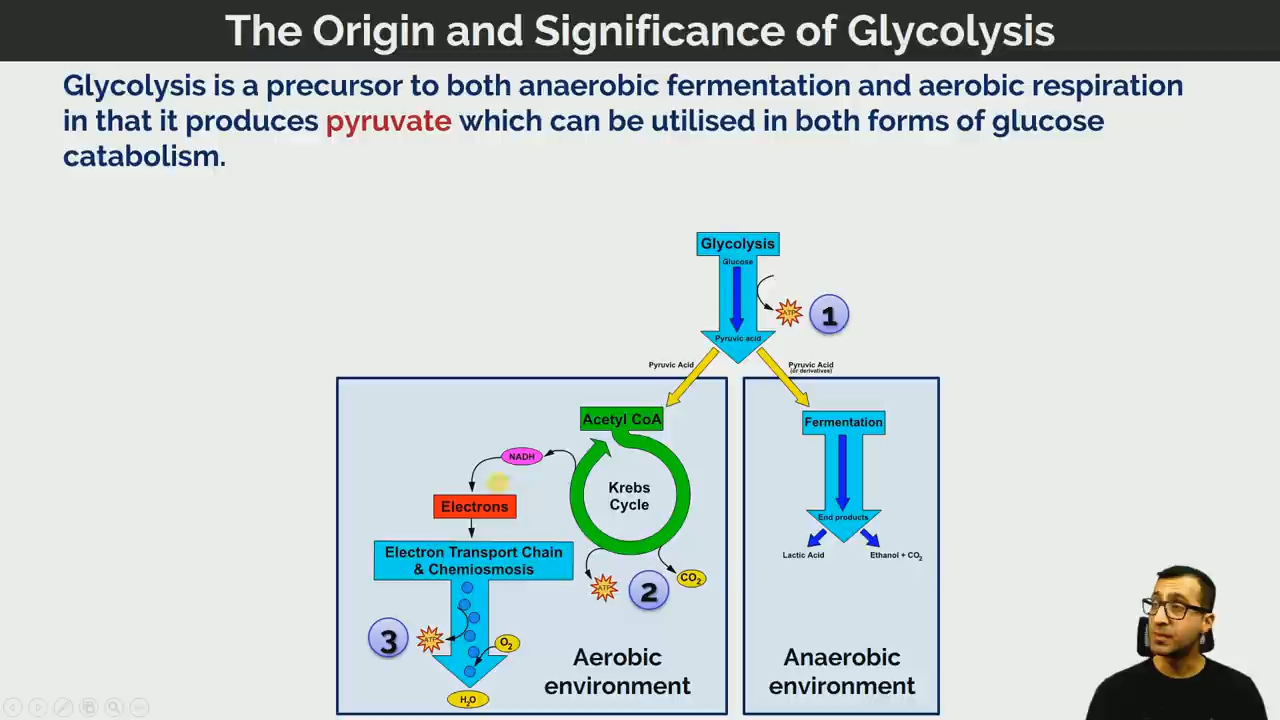 The Origin and Significance of Glycolysis
Glycolysis is a precursor to both anaerobic fermentation and aerobic respiration
in that it produces pyruvate which can be utilised in both forms of glucose
catabolism.
Glycolysis
Glucose
ATP
1
Pyruvic acid
Pyruvic Acid
Pyruvic Acid
(or derivatives)
Acetyl CoA
Fermentation
NADH
Krebs
Cycle
Electrons
End products
Electron Transport Chain
& Chemiosmosis
Lactic Acid
Ethanol + CO₂
ATP
2
CO₂
3
ATP
O₂
Aerobic
environment
Anaerobic
environment
H₂O